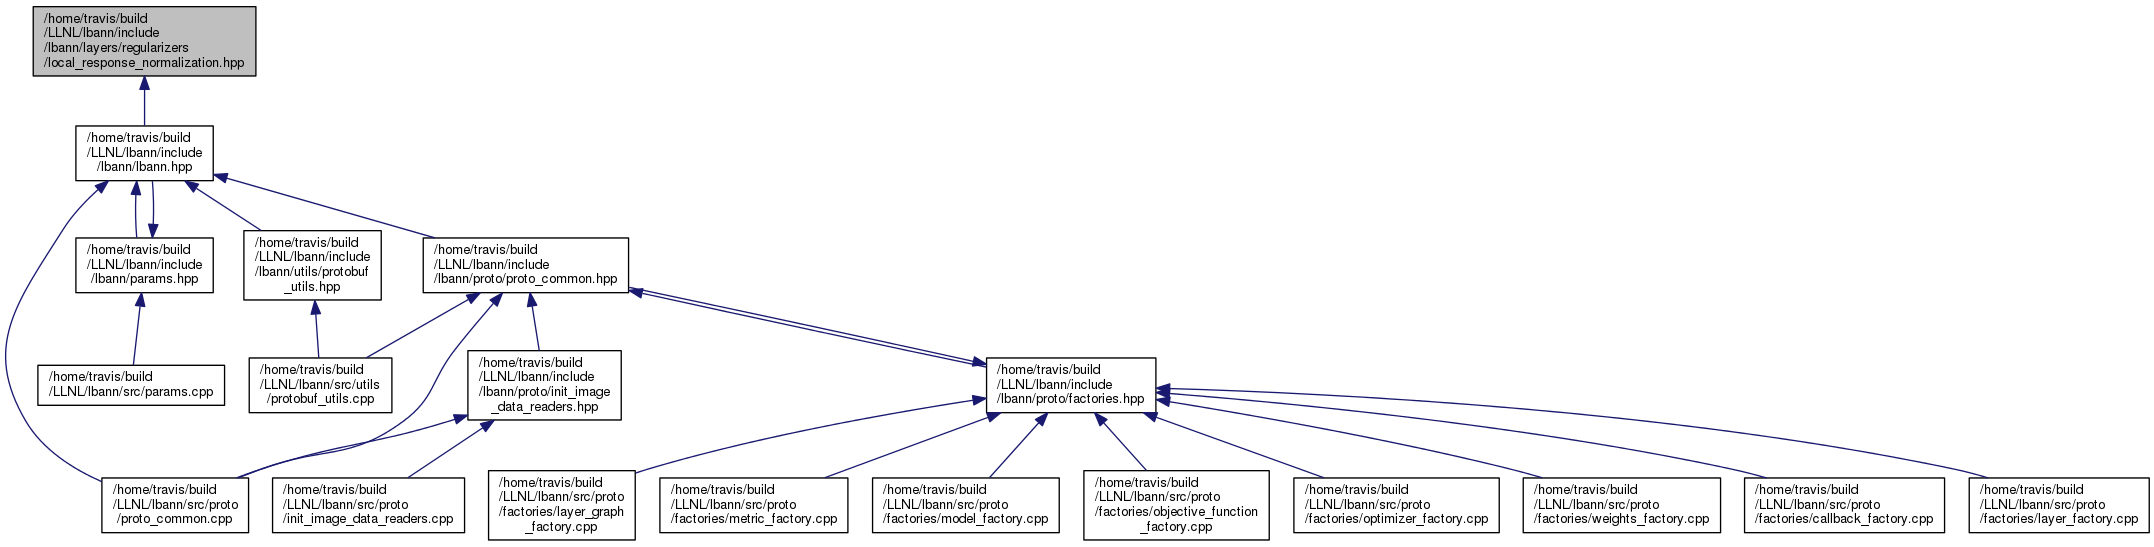 /home/travis/build
/LLNL/lbann/include
/lbann/layers/regularizers
/local_response_normalization.hpp
/home/travis/build
/LLNL/lbann/include
/lbann/lbann.hpp
/home/travis/build
/LLNL/lbann/include
/lbann/params.hpp
/home/travis/build
/LLNL/lbann/include
/lbann/utils/protobuf
_utils.hpp
/home/travis/build
/LLNL/lbann/include
/lbann/proto/proto_common.hpp
/home/travis/build
/LLNL/lbann/src/params.cpp
/home/travis/build
/LLNL/lbann/src/utils
/protobuf_utils.cpp
/home/travis/build
/LLNL/lbann/include
/lbann/proto/init_image
_data_readers.hpp
/home/travis/build
/LLNL/lbann/include
/lbann/proto/factories.hpp
/home/travis/build
/LLNL/lbann/src/proto
/proto_common.cpp
/home/travis/build
/LLNL/lbann/src/proto
/init_image_data_readers.cpp
/home/travis/build
/LLNL/lbann/src/proto
/factories/layer_graph
_factory.cpp
/home/travis/build
/LLNL/lbann/src/proto
/factories/metric_factory.cpp
/home/travis/build
/LLNL/lbann/src/proto
/factories/model_factory.cpp
/home/travis/build
/LLNL/lbann/src/proto
/factories/objective_function
_factory.cpp
/home/travis/build
/LLNL/lbann/src/proto
/factories/optimizer_factory.cpp
/home/travis/build
/LLNL/lbann/src/proto
/factories/weights_factory.cpp
/home/travis/build
/LLNL/lbann/src/proto
/factories/callback_factory.cpp
/home/travis/build
/LLNL/lbann/src/proto
/factories/layer_factory.cpp